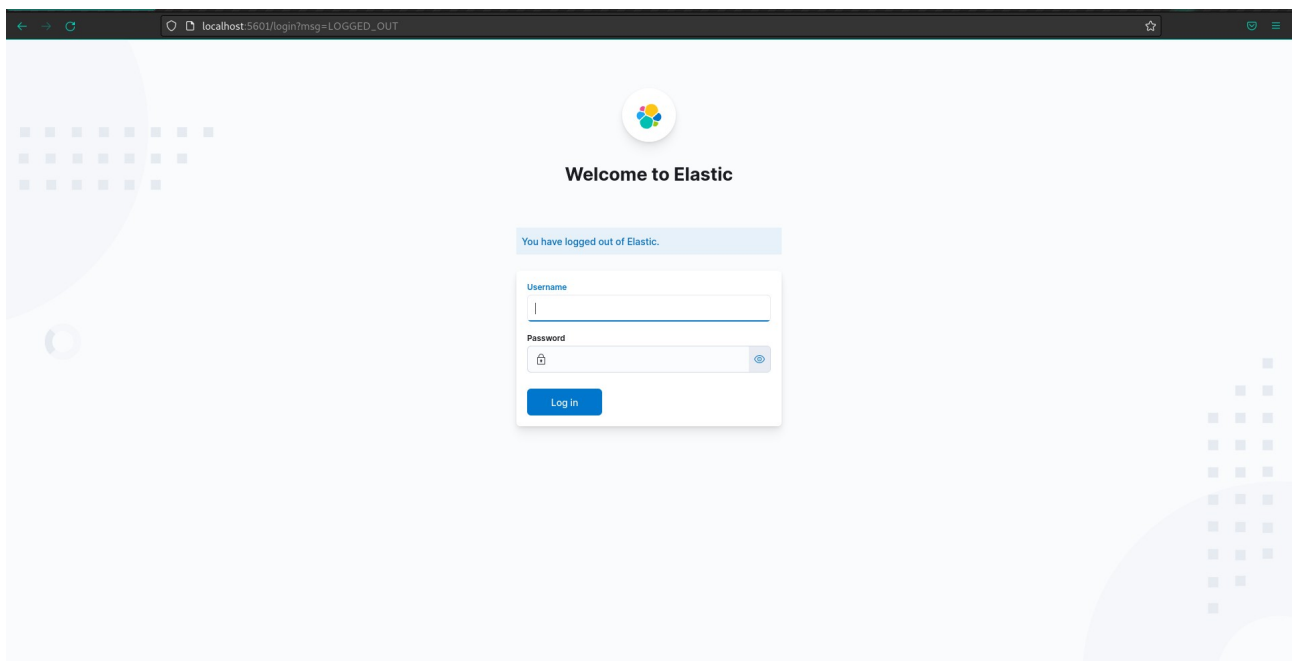 localhost:5601/login?msg=LOGGED_OUT
Welcome to Elastic
You have logged out of Elastic.
Username
Password
Log in